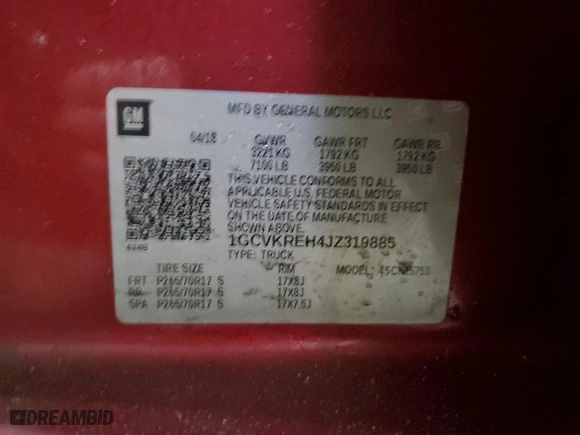 GM
MFD BY GENERAL MOTORS LLC
04/18 GVWR GAWR FRT GAWR RR
3221 KG 1792 KG 1792 KG
7100 LB 3950 LB 3950 LB
THIS VEHICLE CONFORMS TO ALL
APPLICABLE U.S. FEDERAL MOTOR
VEHICLE SAFETY STANDARDS IN EFFECT
ON THE DATE OF MANUFACTURE
SHOWN ABOVE.
1GCVKREH4JZ319885
TYPE: TRUCK
TIRE SIZE RIM MODEL:
FRT P265/70R17 S 17X8J
RR P265/70R17 S 17X8J
SPA P265/70R17 S 17X7.5J
DREAMBID